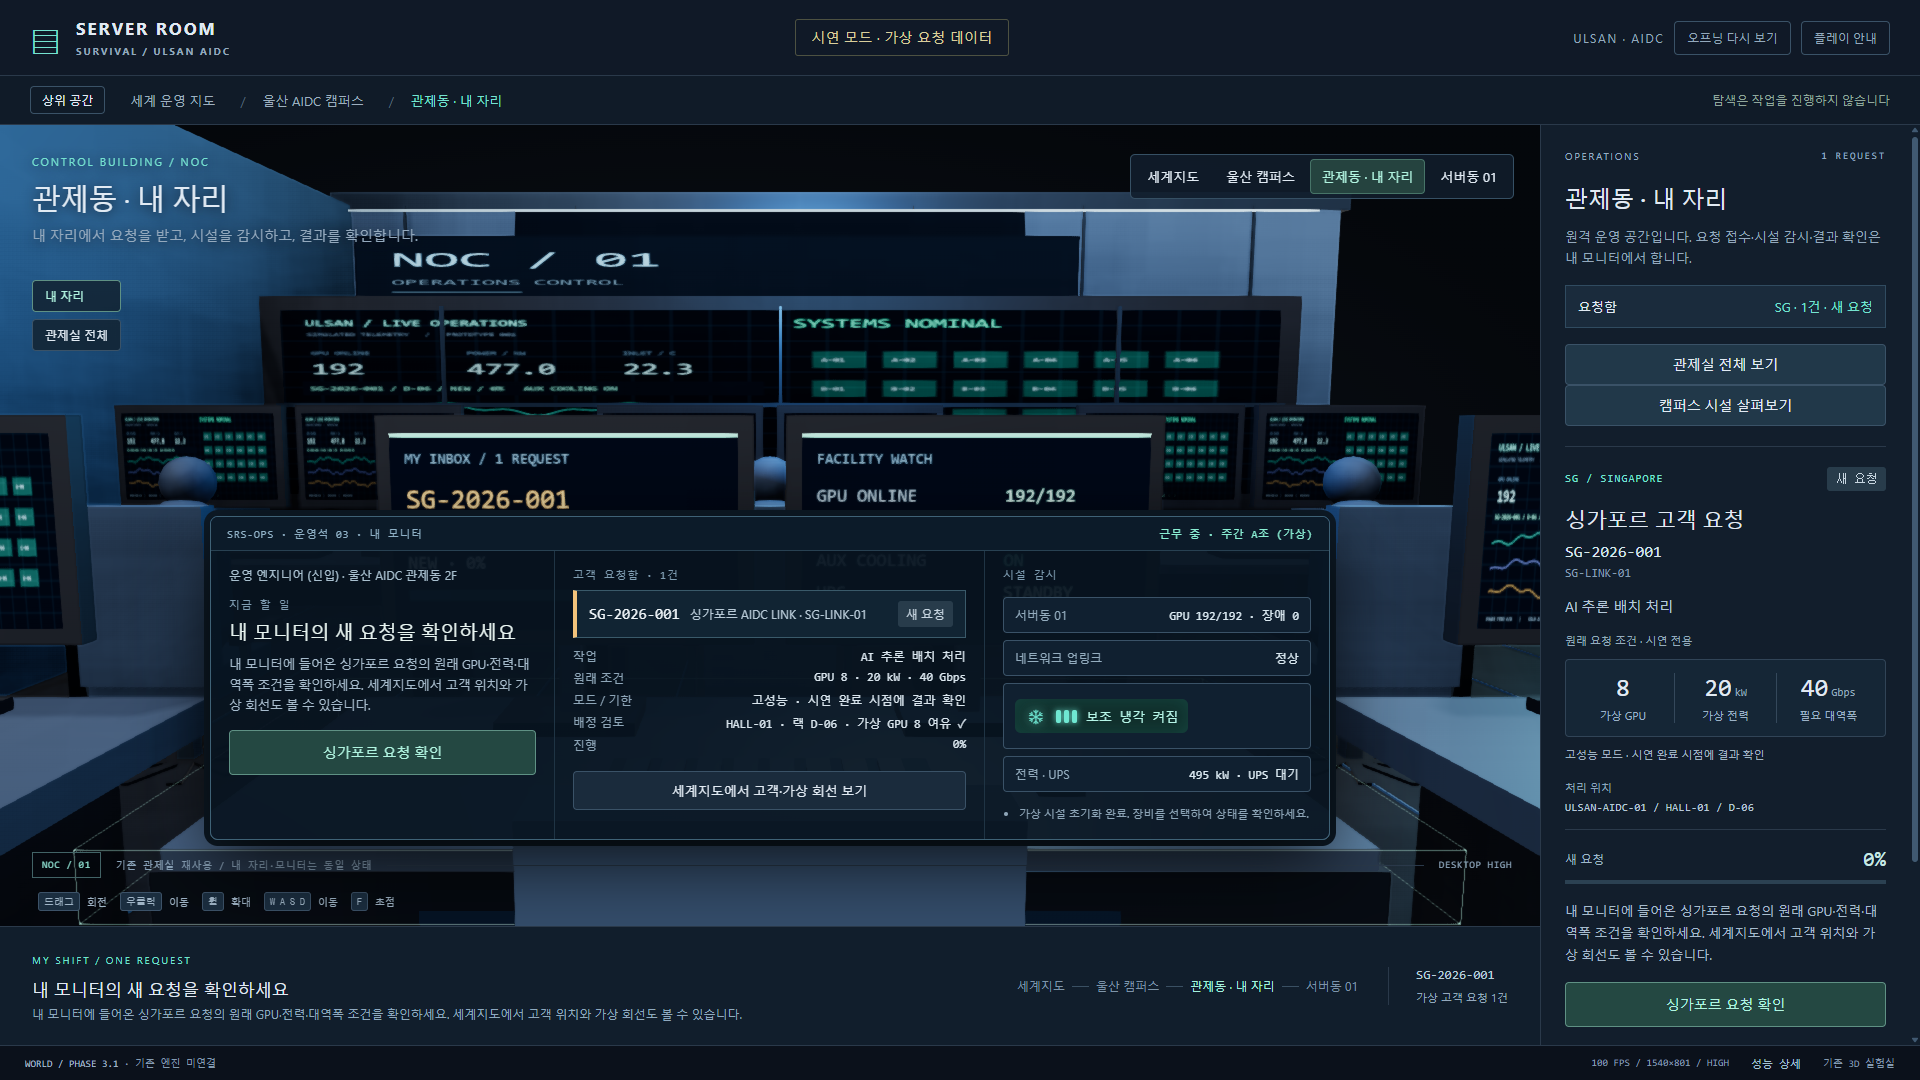 SERVER ROOM
SURVIVAL / ULSAN AIDC
시연 모드 · 가상 요청 데이터
ULSAN · AIDC
오프닝 다시 보기
플레이 안내
상위 공간
세계 운영 지도 / 울산 AIDC 캠퍼스 / 관제동 · 내 자리
탐색은 작업을 진행하지 않습니다
CONTROL BUILDING / NOC
관제동 · 내 자리
내 자리에서 요청을 받고, 시설을 감시하고, 결과를 확인합니다.
내 자리
관제실 전체
세계지도
울산 캠퍼스
관제동 · 내 자리
서버동 01
NOC / 01
OPERATIONS CONTROL
ULSAN / LIVE OPERATIONS
GPU ONLINE
POWER / kW
INLET / C
192
477.0
22.3
SG-2026-001 / D-06 / NEW / 0% AUX COOLING ON
SYSTEMS NOMINAL
MY INBOX / 1 REQUEST
SG-2026-001
NEW · 0%
FACILITY WATCH
GPU ONLINE 192/192
AUX COOLING ON
STANDBY
SRS-OPS · 운영석 03 · 내 모니터
근무 중 · 주간 A조 (가상)
운영 엔지니어 (신입) · 울산 AIDC 관제동 2F
지금 할 일
내 모니터의 새 요청을 확인하세요
내 모니터에 들어온 싱가포르 요청의 원래 GPU·전력·대
역폭 조건을 확인하세요. 세계지도에서 고객 위치와 가
상 회선도 볼 수 있습니다.
싱가포르 요청 확인
고객 요청함 · 1건
SG-2026-001 싱가포르 AIDC LINK · SG-LINK-01 새 요청
작업 AI 추론 배치 처리
원래 조건 GPU 8 · 20 kW · 40 Gbps
모드 / 기한 고성능 · 시연 완료 시점에 결과 확인
배정 검토 HALL-01 · 랙 D-06 · 가상 GPU 8 여유 ✓
진행 0%
세계지도에서 고객·가상 회선 보기
시설 감시
서버동 01 GPU 192/192 · 장애 0
네트워크 업링크 정상
보조 냉각 켜짐
전력 · UPS 495 kW · UPS 대기
• 가상 시설 초기화 완료. 장비를 선택하여 상태를 확인하세요.
NOC / 01
기존 관제실 재사용 / 내 자리·모니터는 동일 상태
DESKTOP HIGH
드래그 회전 우클릭 이동 휠 확대 W A S D 이동 F 초점
MY SHIFT / ONE REQUEST
내 모니터의 새 요청을 확인하세요
내 모니터에 들어온 싱가포르 요청의 원래 GPU·전력·대역폭 조건을 확인하세요. 세계지도에서 고객 위치와 가상 회선도 볼 수 있습니다.
세계지도 — 울산 캠퍼스 — 관제동 · 내 자리 — 서버동 01
SG-2026-001
가상 고객 요청 1건
OPERATIONS
1 REQUEST
관제동 · 내 자리
원격 운영 공간입니다. 요청 접수·시설 감시·결과 확인은
내 모니터에서 합니다.
요청함 SG · 1건 · 새 요청
관제실 전체 보기
캠퍼스 시설 살펴보기
SG / SINGAPORE
새 요청
싱가포르 고객 요청
SG-2026-001
SG-LINK-01
AI 추론 배치 처리
원래 요청 조건 · 시연 전용
8 20 kW 40 Gbps
가상 GPU 가상 전력 필요 대역폭
고성능 모드 · 시연 완료 시점에 결과 확인
처리 위치
ULSAN-AIDC-01 / HALL-01 / D-06
새 요청 0%
내 모니터에 들어온 싱가포르 요청의 원래 GPU·전력·대
역폭 조건을 확인하세요. 세계지도에서 고객 위치와 가
상 회선도 볼 수 있습니다.
싱가포르 요청 확인
WORLD / PHASE 3.1 · 기존 엔진 미연결
100 FPS / 1540×801 / HIGH
성능 상세
기존 3D 실험실